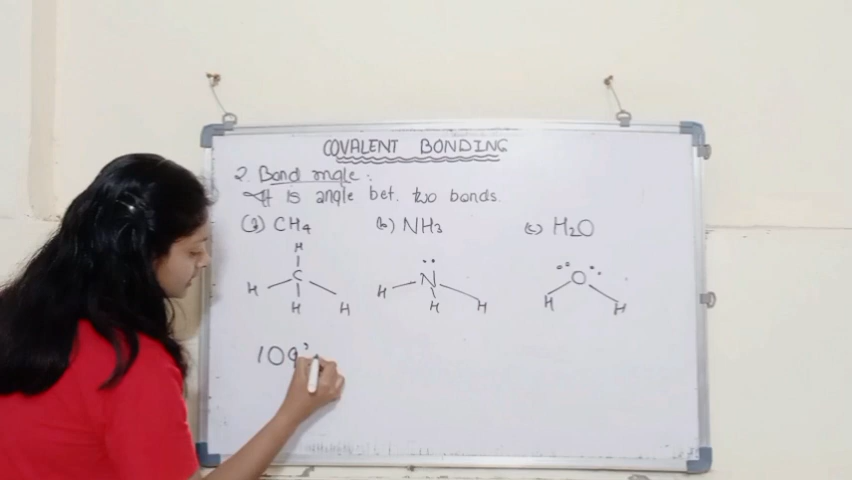 COVALENT BONDING
2. Bond angle :
It is angle bet. two bonds.
(a) CH4 (b) NH3 (c) H2O
H
C
H H H
N
H H H
O
H H
109°